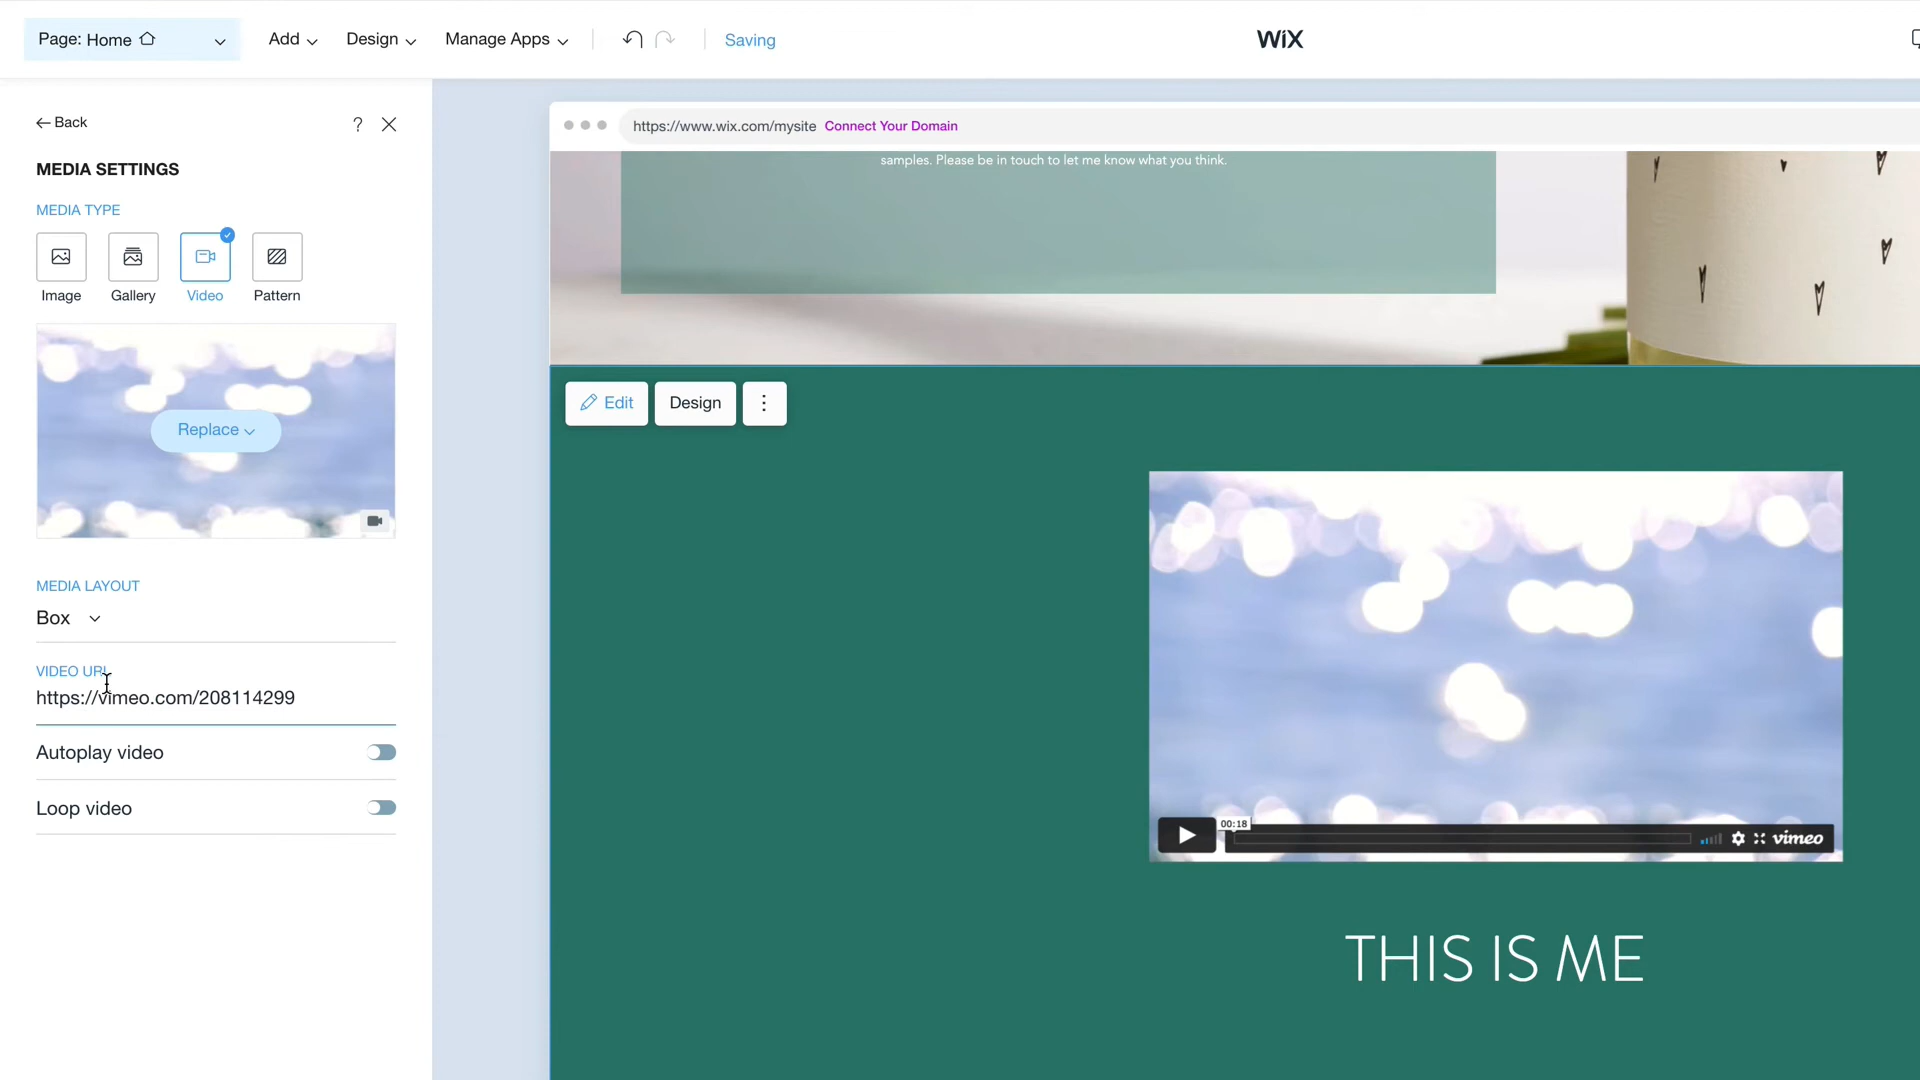 Page: Home
Add
Design
Manage Apps
Saving
WiX
Back
?
https://www.wix.com/mysite Connect Your Domain
MEDIA SETTINGS
samples. Please be in touch to let me know what you think.
MEDIA TYPE
Image
Gallery
Video
Pattern
Edit
Design
Replace
MEDIA LAYOUT
Box
VIDEO URL
https://vimeo.com/208114299
Autoplay video
Loop video
00:18
vimeo
THIS IS ME